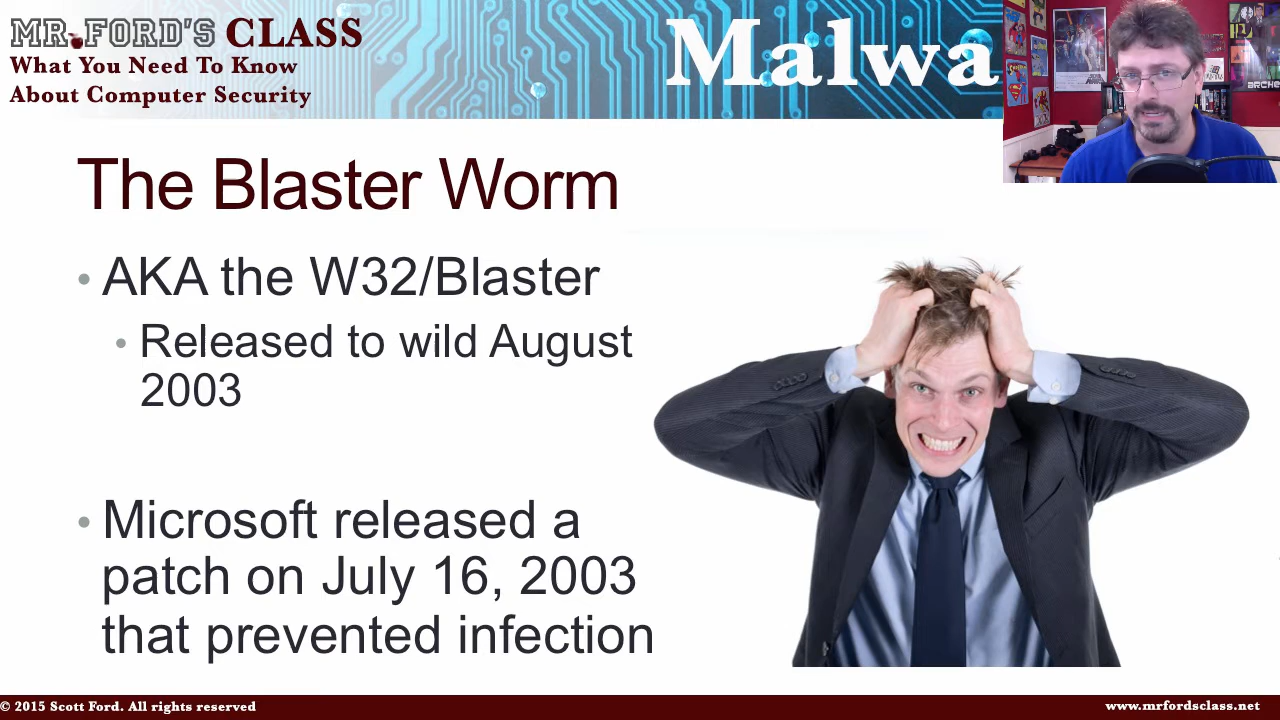 MR. FORD'S CLASS
What You Need To Know
About Computer Security
Malwa
The Blaster Worm
• AKA the W32/Blaster
• Released to wild August
2003
• Microsoft released a
patch on July 16, 2003
that prevented infection
© 2015 Scott Ford. All rights reserved
www.mrfordsclass.net